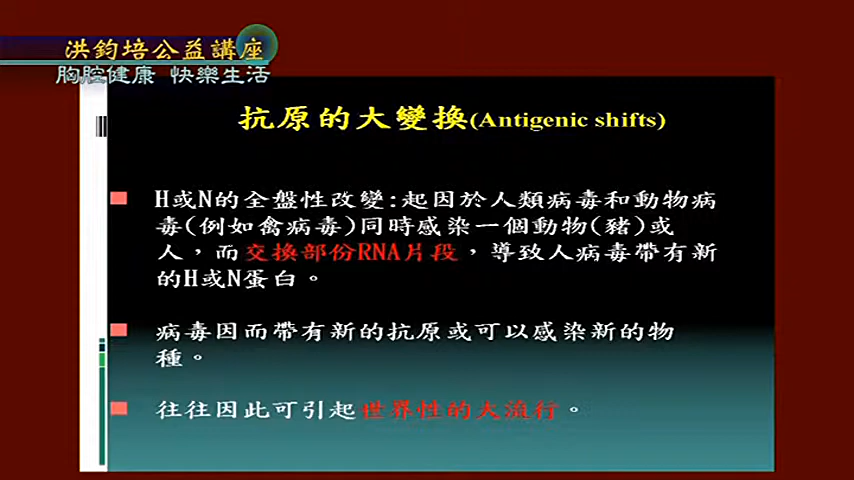 洪鈞培公益講座
胸腔健康 快樂生活
抗原的大變換(Antigenic shifts)
H或N的全盤性改變:起因於人類病毒和動物病
毒(例如禽病毒)同時感染一個動物(豬)或
人，而交換部份RNA片段，導致人病毒帶有新
的H或N蛋白。
病毒因而帶有新的抗原或可以感染新的物
種。
往往因此可引起世界性的大流行。